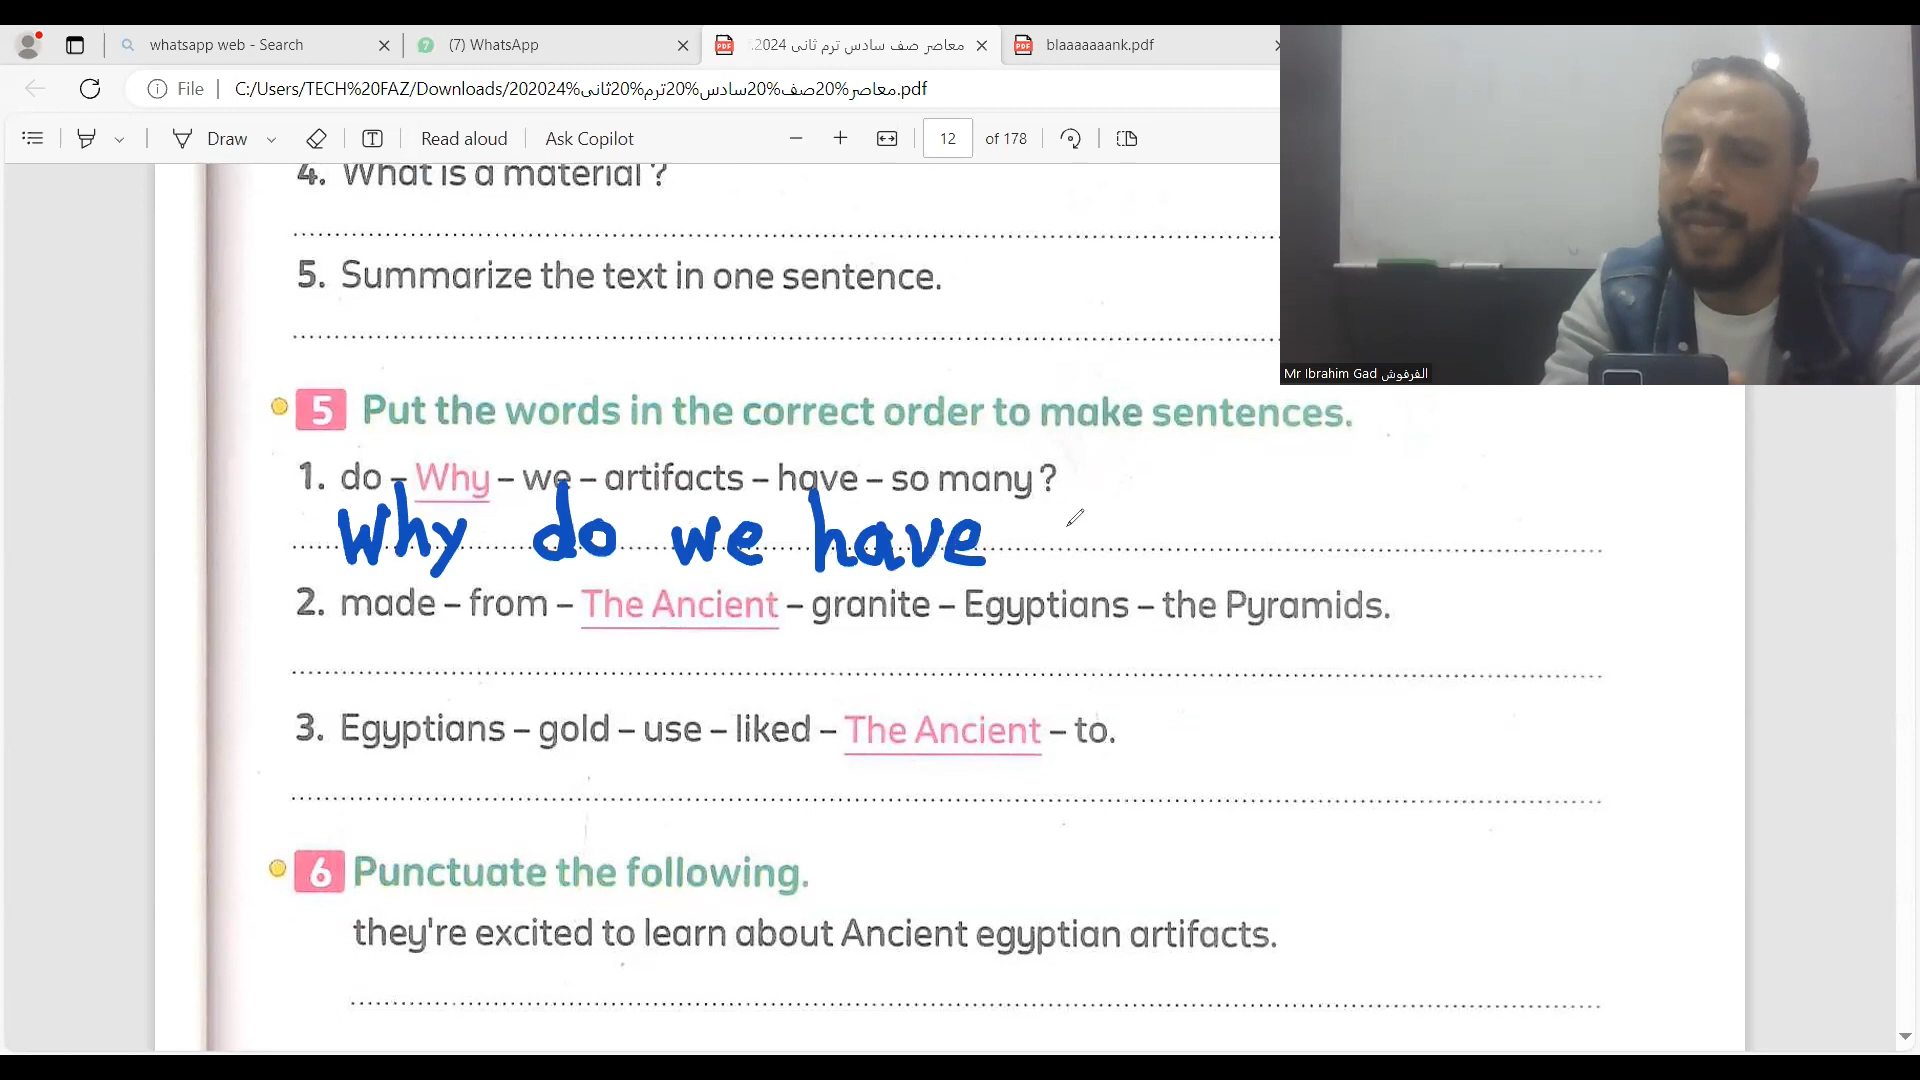 whatsapp web - Search
(7) WhatsApp
معاصر صف سادس ترم ثانى 2024
blaaaaaaank.pdf
File
C:/Users/TECH%20FAZ/Downloads/202024%معاصر%20صف%20سادس%20ترم%20ثانى.pdf
Draw
Read aloud
Ask Copilot
12 of 178
4. What is a material ?
5. Summarize the text in one sentence.
Mr Ibrahim Gad الفرفوش
5 Put the words in the correct order to make sentences.
1. do – Why – we – artifacts – have – so many ?
Why do we have
2. made – from – The Ancient – granite – Egyptians – the Pyramids.
3. Egyptians – gold – use – liked – The Ancient – to.
6 Punctuate the following.
they're excited to learn about Ancient egyptian artifacts.